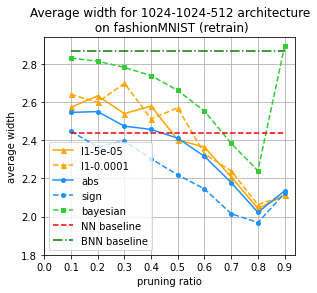 Average width for 1024-1024-512 architecture
on fashionMNIST (retrain)
average width
2.8
2.6
2.4
2.2
2.0
1.8
l1-5e-05
l1-0.0001
abs
sign
bayesian
NN baseline
BNN baseline
0.0 0.1 0.2 0.3 0.4 0.5 0.6 0.7 0.8 0.9
pruning ratio